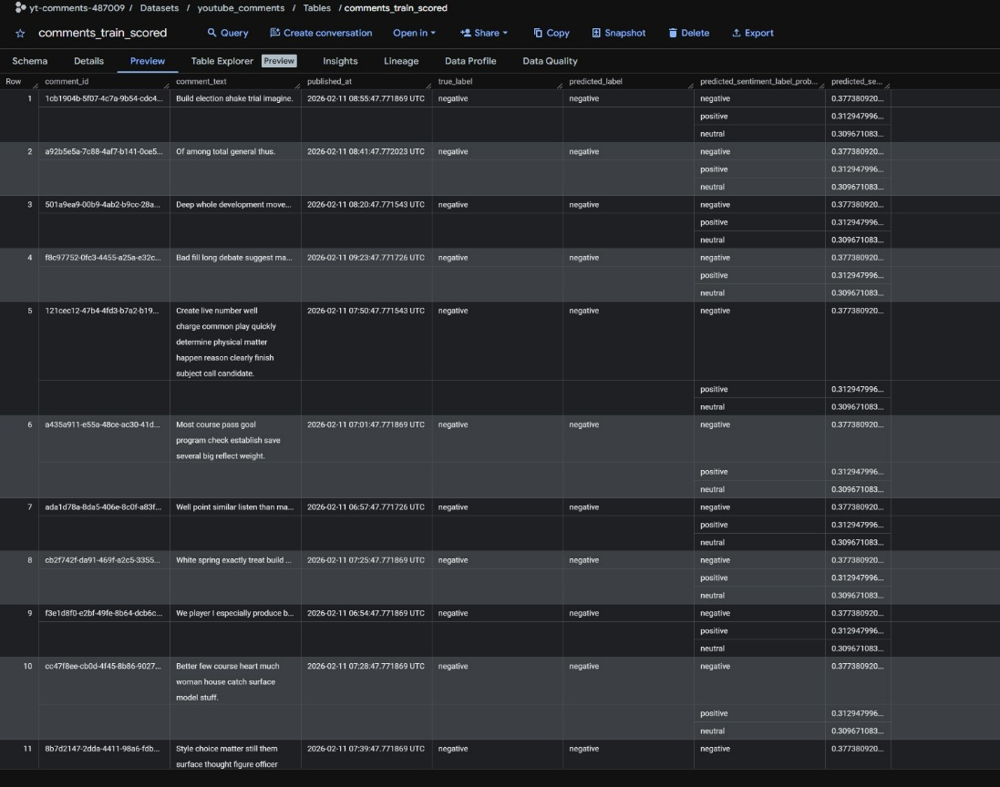 yt-comments-487009 / Datasets / youtube_comments / Tables / comments_train_scored
comments_train_scored Query Create conversation Open in Share Copy Snapshot Delete Export
Schema Details Preview Table Explorer Preview Insights Lineage Data Profile Data Quality
Row comment_id comment_text published_at true_label predicted_label predicted_sentiment_label_prob... predicted_se...
1 1cb1904b-5f07-4c7a-9b54-cdc4... Build election shake trial imagine. 2026-02-11 08:55:47.771869 UTC negative negative negative 0.377380920...
positive 0.312947996...
neutral 0.309671083...
2 a92b5e5a-7c88-4af7-b141-0ce5... Of among total general thus. 2026-02-11 08:41:47.772023 UTC negative negative negative 0.377380920...
positive 0.312947996...
neutral 0.309671083...
3 501a9ea9-00b9-4ab2-b9cc-28a... Deep whole development move... 2026-02-11 08:20:47.771543 UTC negative negative negative 0.377380920...
positive 0.312947996...
neutral 0.309671083...
4 f8c97752-0fc3-4455-a25a-e32c... Bad fill long debate suggest ma... 2026-02-11 09:23:47.771726 UTC negative negative negative 0.377380920...
positive 0.312947996...
neutral 0.309671083...
5 121cec12-47b4-4fd3-b7a2-b19... Create live number well 2026-02-11 07:50:47.771543 UTC negative negative negative 0.377380920...
charge common play quickly
determine physical matter
happen reason clearly finish
subject call candidate.
positive 0.312947996...
neutral 0.309671083...
6 a435a911-e55a-48ce-ac30-41d... Most course pass goal 2026-02-11 07:01:47.771869 UTC negative negative negative 0.377380920...
program check establish save
several big reflect weight.
positive 0.312947996...
neutral 0.309671083...
7 ada1d78a-8da5-406e-8c0f-a83f... Well point similar listen than ma... 2026-02-11 06:57:47.771726 UTC negative negative negative 0.377380920...
positive 0.312947996...
neutral 0.309671083...
8 cb2f742f-da91-469f-a2c5-3355... White spring exactly treat build ... 2026-02-11 07:25:47.771869 UTC negative negative negative 0.377380920...
positive 0.312947996...
neutral 0.309671083...
9 f3e1d8f0-e2bf-49fe-8b64-dcb6c... We player I especially produce b... 2026-02-11 06:54:47.771869 UTC negative negative negative 0.377380920...
positive 0.312947996...
neutral 0.309671083...
10 cc47f8ee-cb0d-4f45-8b86-9027... Better few course heart much 2026-02-11 07:28:47.771869 UTC negative negative negative 0.377380920...
woman house catch surface
model stuff.
positive 0.312947996...
neutral 0.309671083...
11 8b7d2147-2dda-4411-98a6-fdb... Style choice matter still them 2026-02-11 07:39:47.771869 UTC negative negative negative 0.377380920...
surface thought figure officer